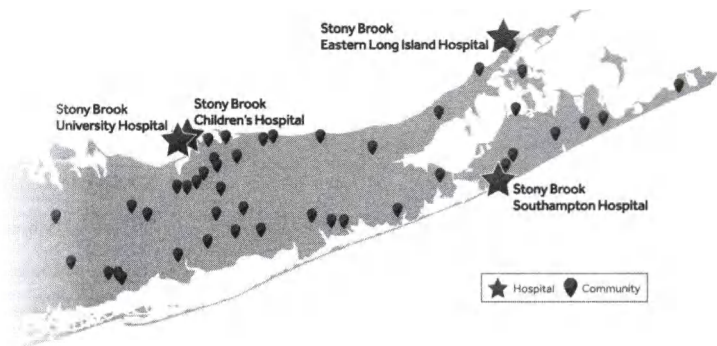 Stony Brook
Eastern Long Island Hospital
Stony Brook
University Hospital
Stony Brook
Children's Hospital
Stony Brook
Southampton Hospital
Hospital
Community